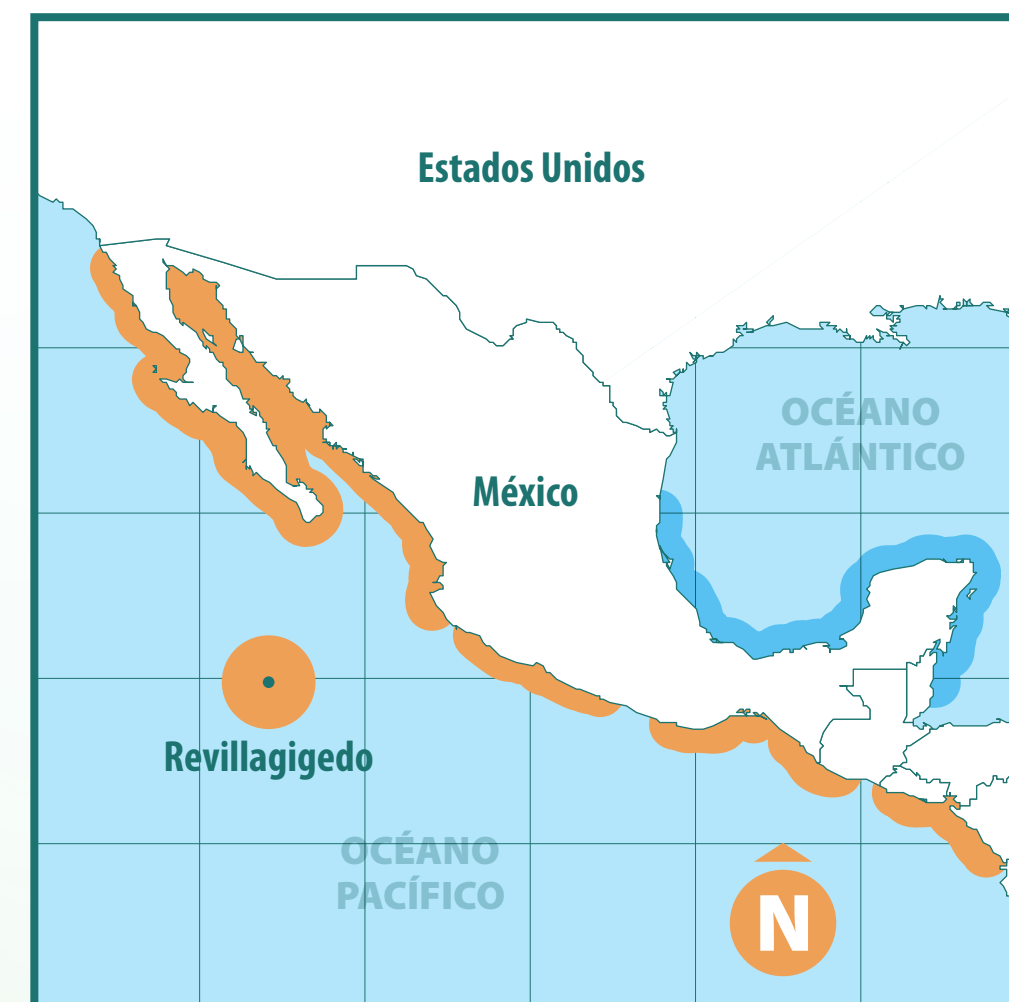 Estados Unidos
OCÉANO
ATLÁNTICO
México
Revillagigedo
OCÉANO
PACÍFICO
N